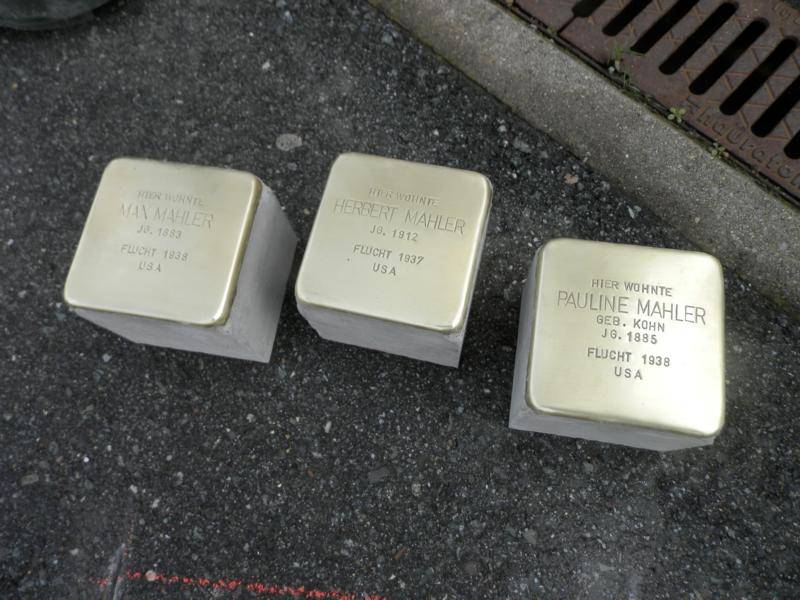 HIER WOHNTE
MAX MAHLER
JG. 1883
FLUCHT 1938
USA
HIER WOHNTE
HERBERT MAHLER
JG. 1912
FLUCHT 1937
USA
HIER WOHNTE
PAULINE MAHLER
GEB. KOHN
JG. 1885
FLUCHT 1938
USA